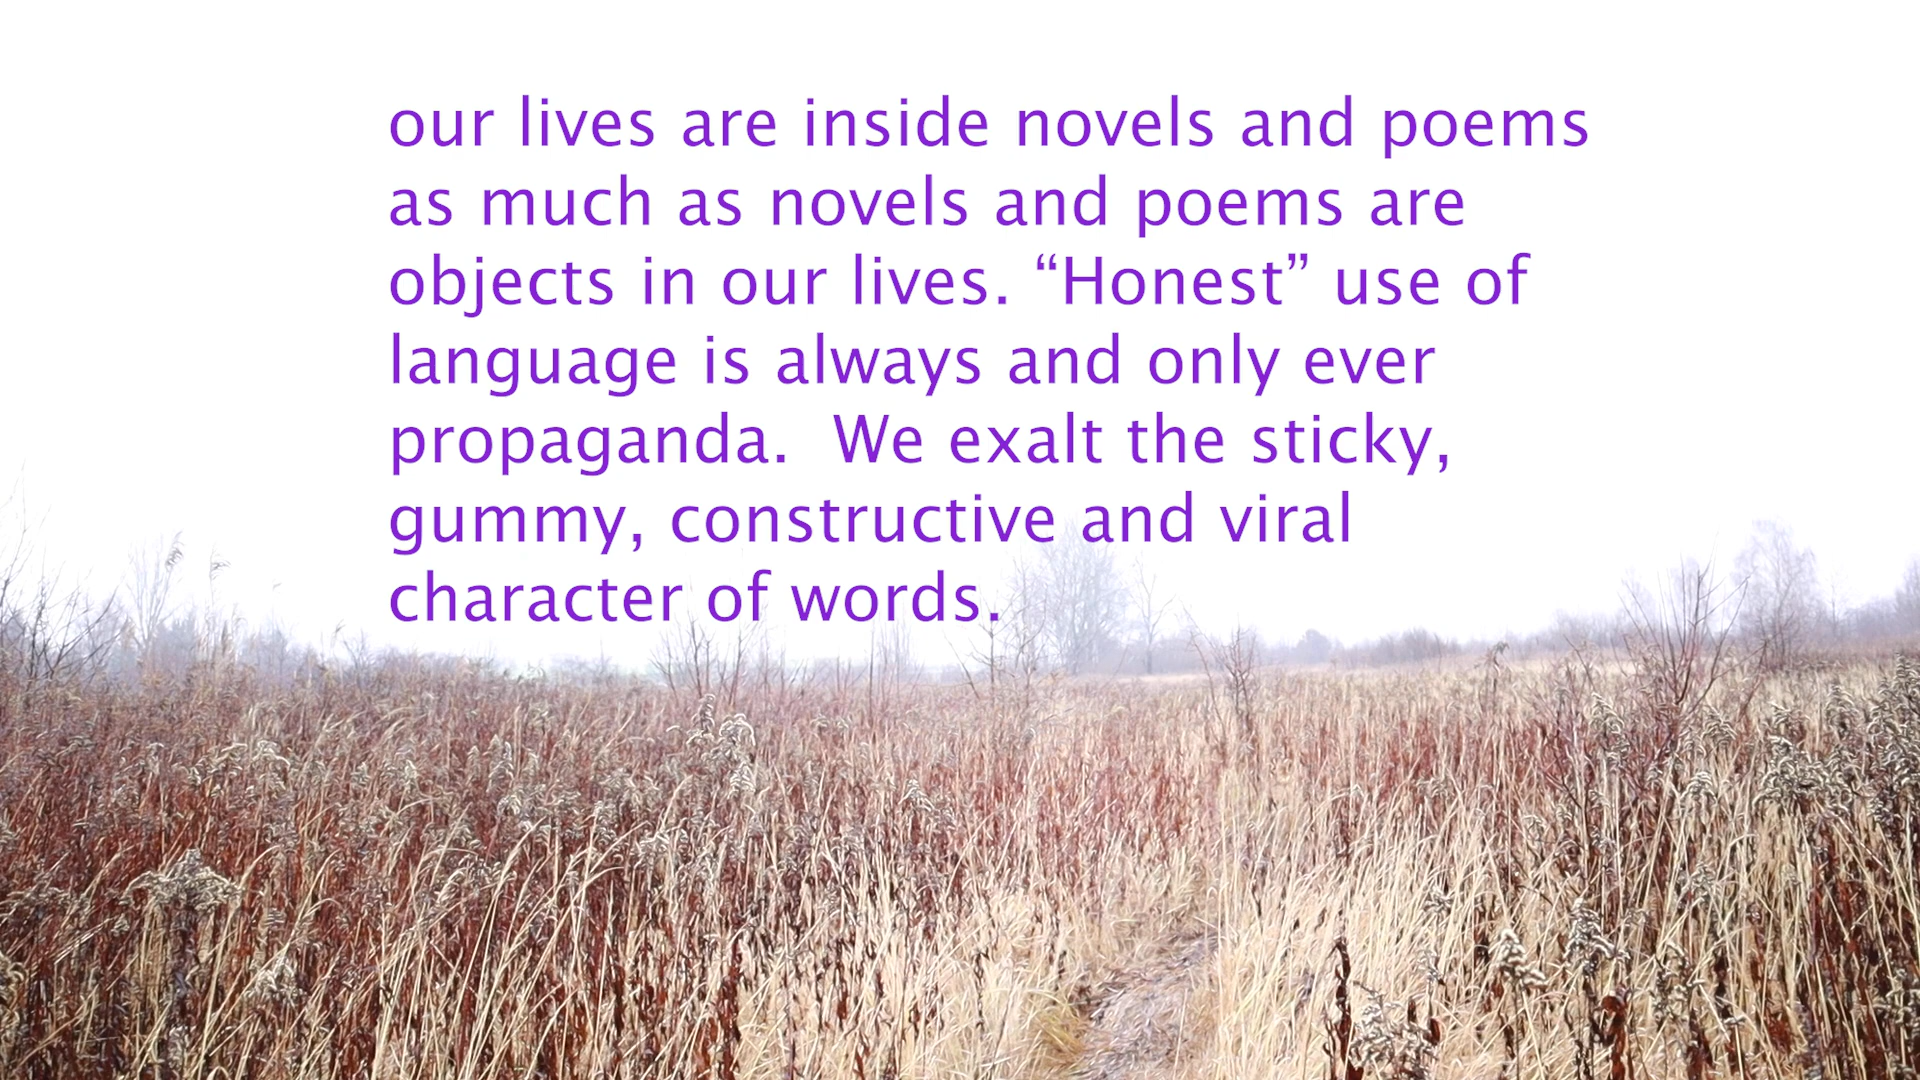 our lives are inside novels and poems
as much as novels and poems are
objects in our lives. “Honest” use of
language is always and only ever
propaganda.  We exalt the sticky,
gummy, constructive and viral
character of words.